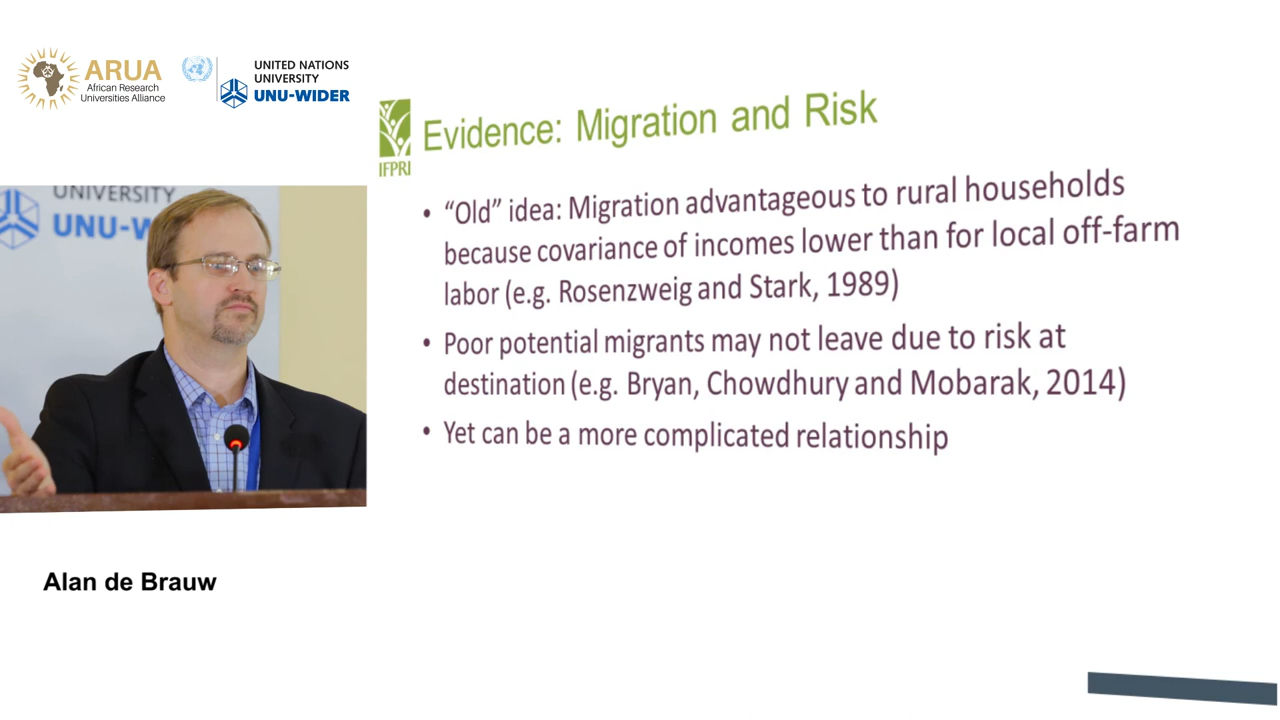 ARUA
African Research
Universities Alliance
UNITED NATIONS
UNIVERSITY
UNU-WIDER
IFPRI
Evidence: Migration and Risk
• “Old” idea: Migration advantageous to rural households
because covariance of incomes lower than for local off-farm
labor (e.g. Rosenzweig and Stark, 1989)
• Poor potential migrants may not leave due to risk at
destination (e.g. Bryan, Chowdhury and Mobarak, 2014)
• Yet can be a more complicated relationship
UNIVERSITY
UNU-W
Alan de Brauw